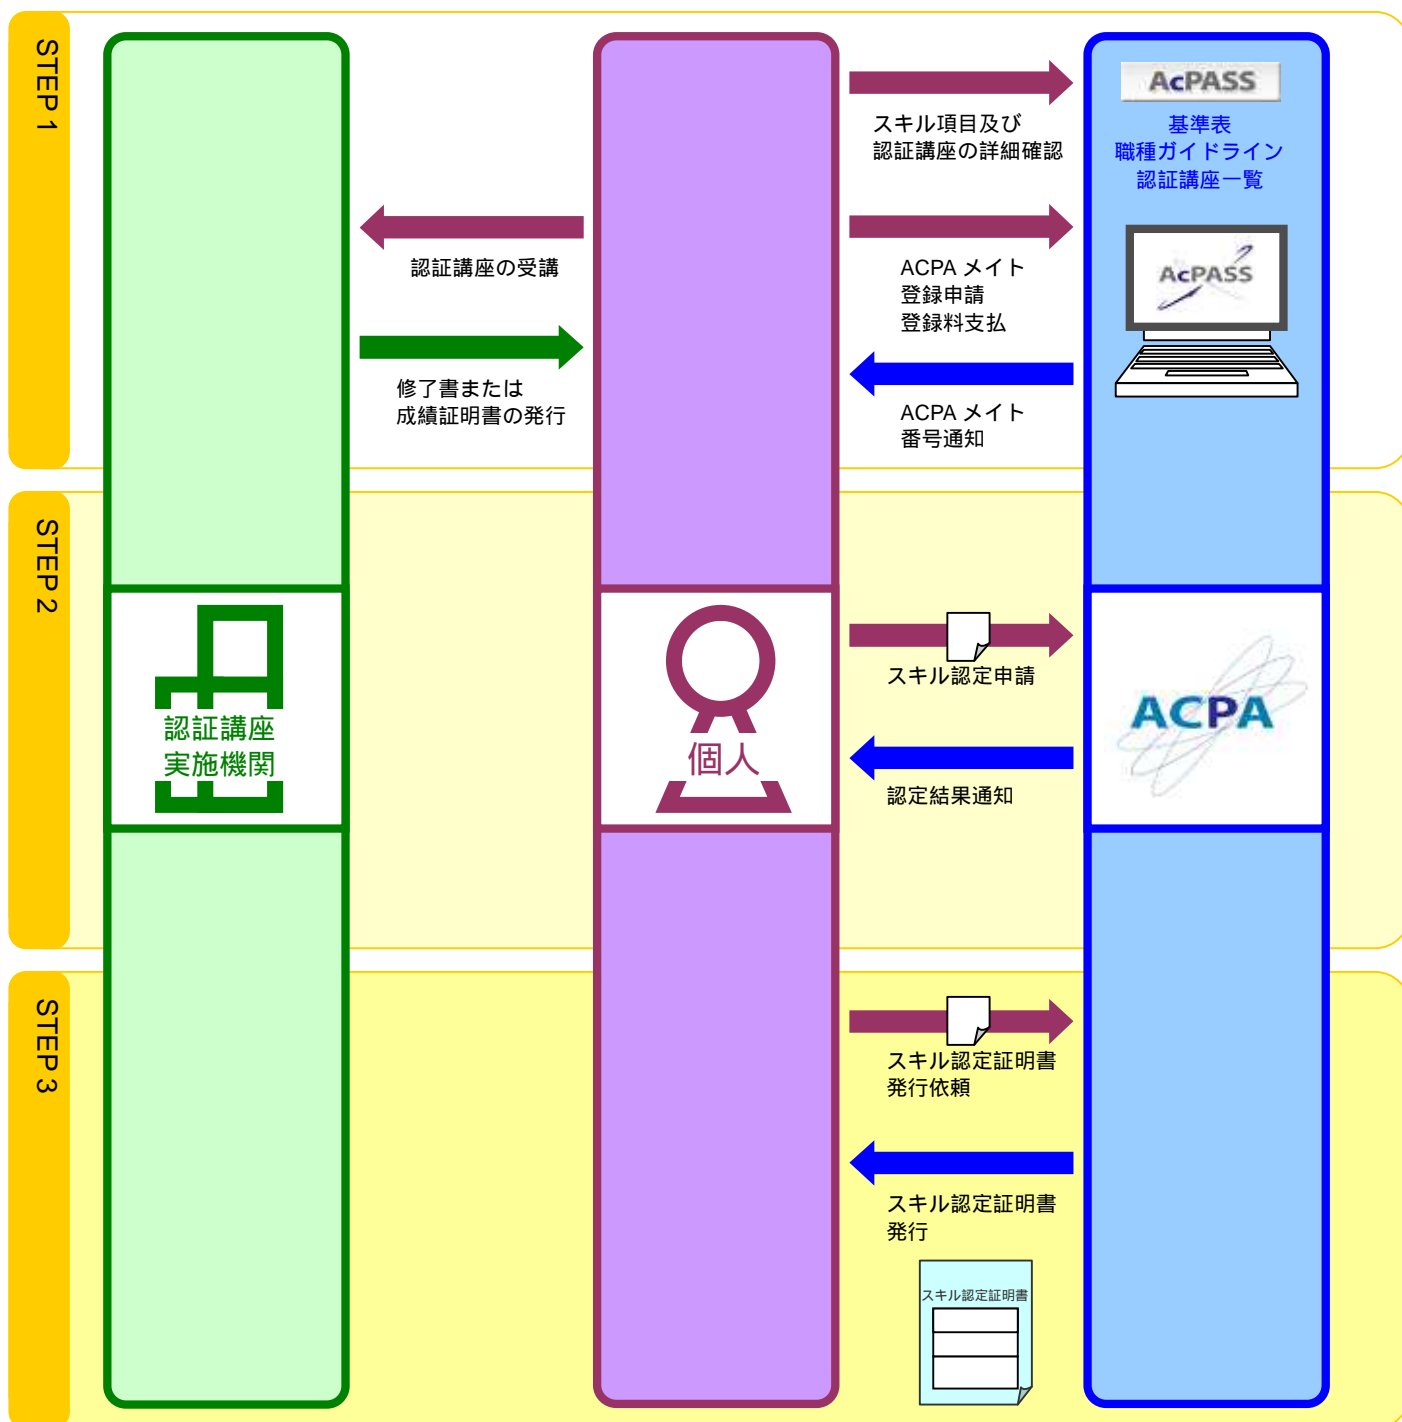 STEP 1
AcPASS
スキル項目及び
認証講座の詳細確認
基準表
職種ガイドライン
認証講座一覧
認証講座の受講
ACPA メイト
登録申請
登録料支払
AcPASS
修了書または
成績証明書の発行
ACPA メイト
番号通知
STEP 2
認証講座
実施機関
個人
スキル認定申請
ACPA
認定結果通知
STEP 3
スキル認定証明書
発行依頼
スキル認定証明書
発行
スキル認定証明書